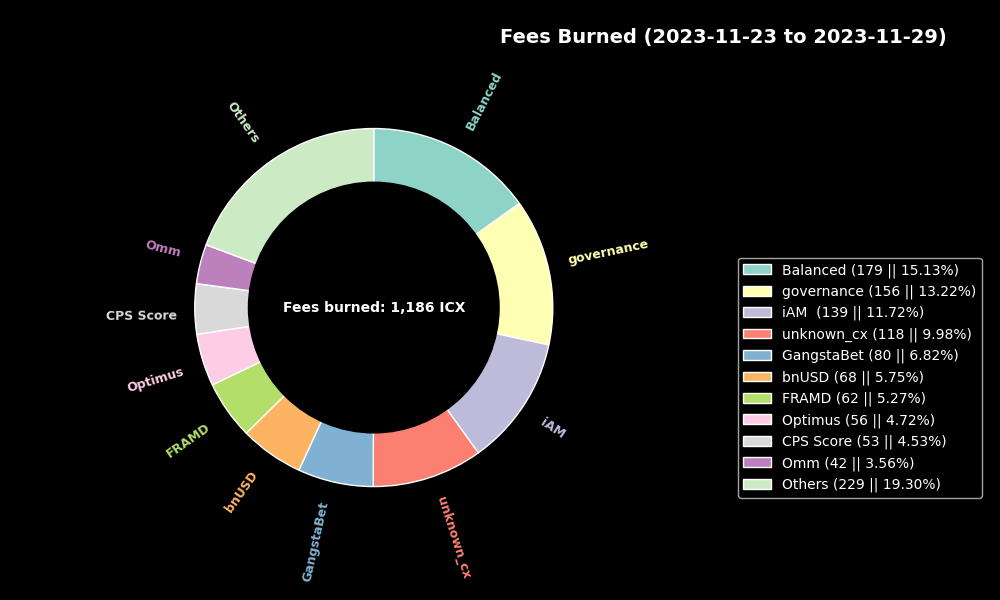 Fees Burned (2023-11-23 to 2023-11-29)
Balanced
Others
governance
Omm
Fees burned: 1,186 ICX
CPS Score
Optimus
iAM
FRAMD
bnUSD
GangstaBet
unknown_cx
Balanced (179 || 15.13%)
governance (156 || 13.22%)
iAM  (139 || 11.72%)
unknown_cx (118 || 9.98%)
GangstaBet (80 || 6.82%)
bnUSD (68 || 5.75%)
FRAMD (62 || 5.27%)
Optimus (56 || 4.72%)
CPS Score (53 || 4.53%)
Omm (42 || 3.56%)
Others (229 || 19.30%)